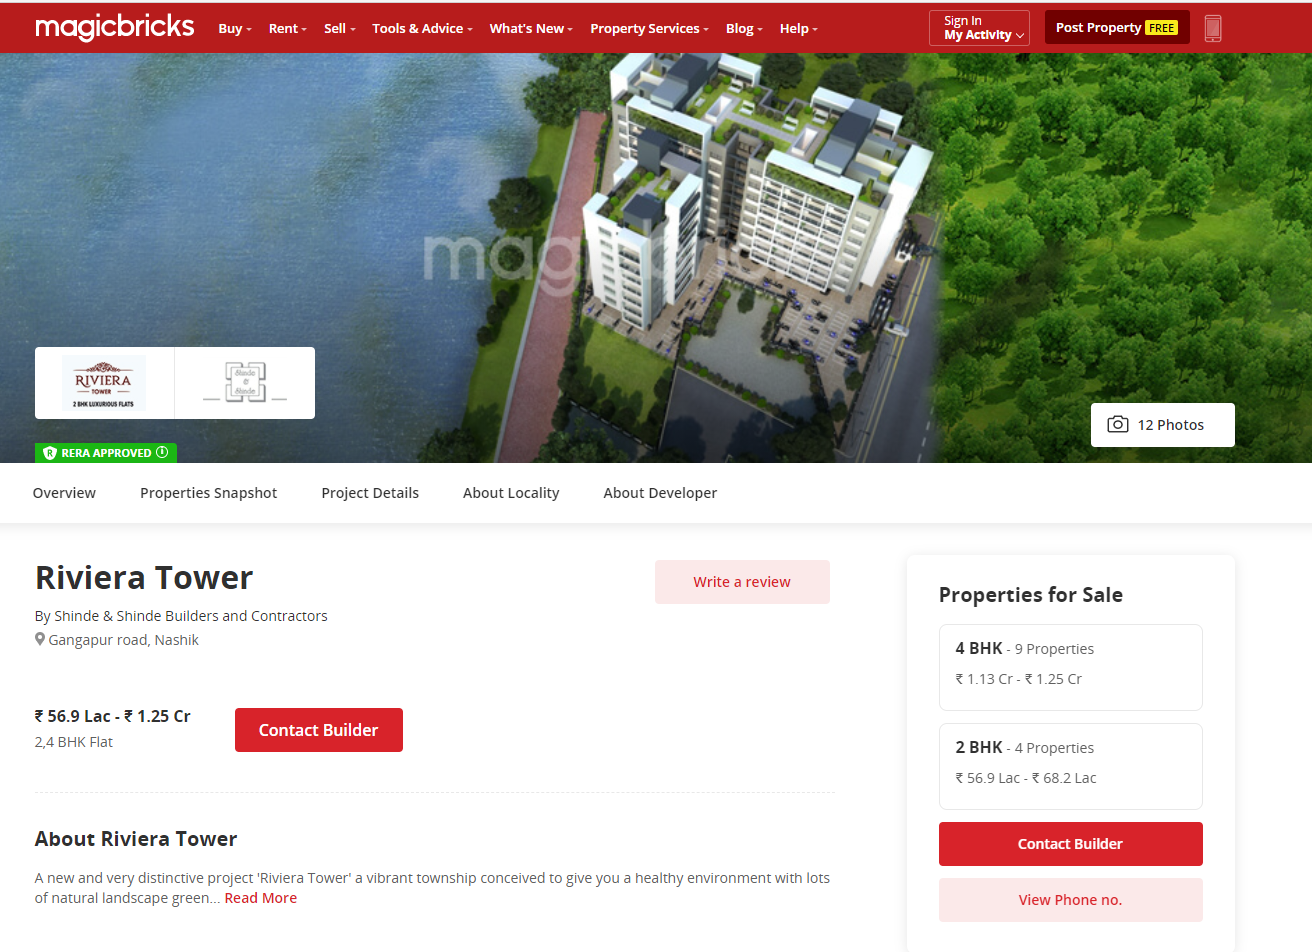 magicbricks
Buy Rent Sell Tools & Advice What's New Property Services Blog Help
Sign In
My Activity
Post Property FREE
magicbricks
RIVIERA
TOWER
2 BHK LUXURIOUS FLATS
Shinde
&
Shinde
12 Photos
R RERA APPROVED
Overview Properties Snapshot Project Details About Locality About Developer
Riviera Tower
Write a review
By Shinde & Shinde Builders and Contractors
Gangapur road, Nashik
₹ 56.9 Lac - ₹ 1.25 Cr
2,4 BHK Flat
Contact Builder
About Riviera Tower
A new and very distinctive project 'Riviera Tower' a vibrant township conceived to give you a healthy environment with lots
of natural landscape green... Read More
Properties for Sale
4 BHK - 9 Properties
₹ 1.13 Cr - ₹ 1.25 Cr
2 BHK - 4 Properties
₹ 56.9 Lac - ₹ 68.2 Lac
Contact Builder
View Phone no.